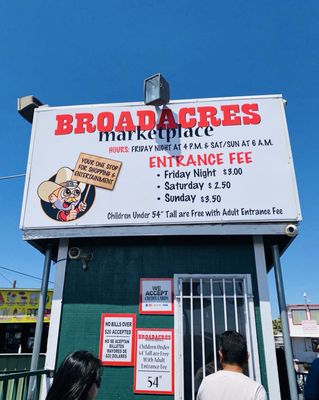 BROADACRES
marketplace
HOURS: FRIDAY NIGHT AT 4 P.M. & SAT/SUN AT 6 A.M.
YOUR ONE STOP
FOR SHOPPING &
ENTERTAINMENT!
ENTRANCE FEE
• Friday Night $3.00
• Saturday $2.50
• Sunday $3.50
Children Under 54" Tall are Free with Adult Entrance Fee
WE
ACCEPT
CREDIT CARDS
NO BILLS OVER
$20 ACCEPTED
BROADACRES
Children Under
54" Tall
are FREE
with Adult
Entrance Fee
54"